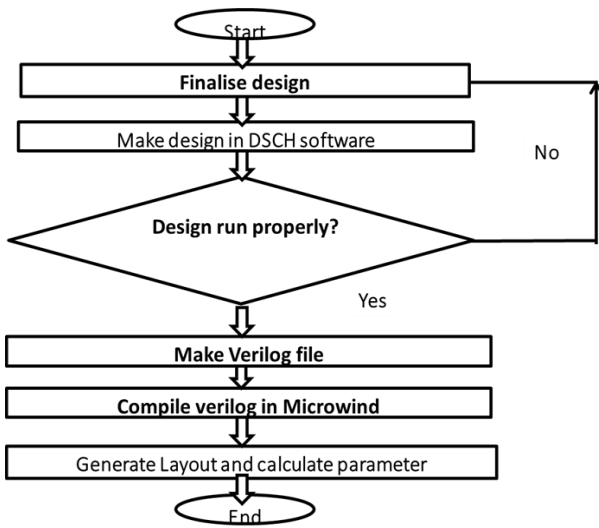 Start
Finalise design
Make design in DSCH software
No
Design run properly?
Yes
Make Verilog file
Compile verilog in Microwind
Generate Layout and calculate parameter
End